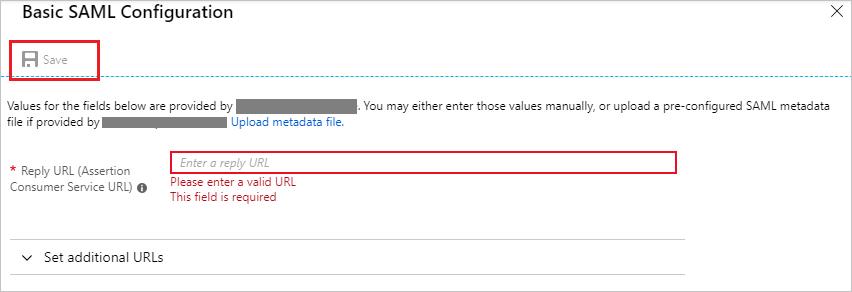 Basic SAML Configuration
Save
Values for the fields below are provided by . You may either enter those values manually, or upload a pre-configured SAML metadata
file if provided by Upload metadata file.
* Reply URL (Assertion
Consumer Service URL)
Enter a reply URL
Please enter a valid URL
This field is required
Set additional URLs